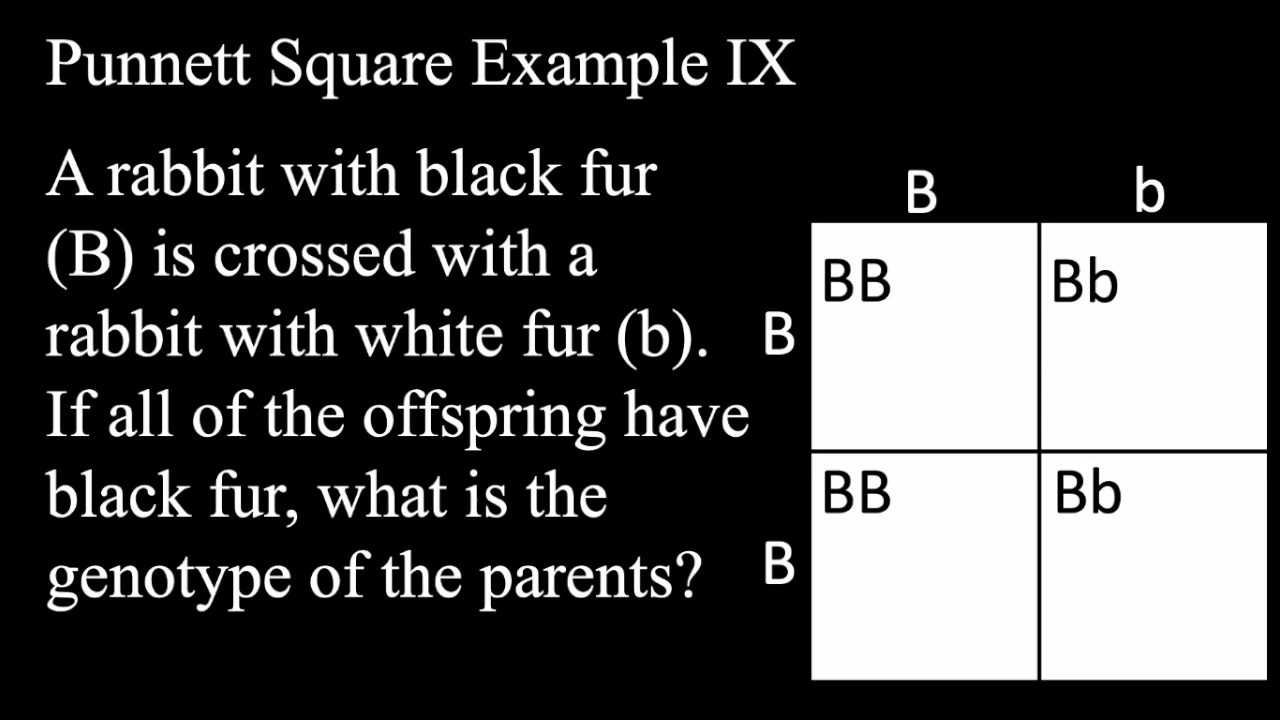 Punnett Square Example IX
A rabbit with black fur
(B) is crossed with a
rabbit with white fur (b).
If all of the offspring have
black fur, what is the
genotype of the parents?
B b
B
BB Bb
B
BB Bb